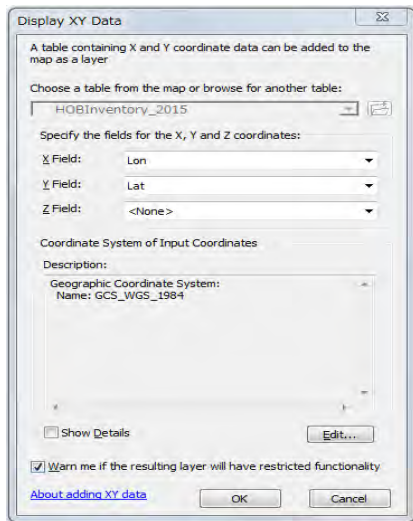 Display XY Data
A table containing X and Y coordinate data can be added to the
map as a layer
Choose a table from the map or browse for another table:
HOBInventory_2015
Specify the fields for the X, Y and Z coordinates:
X Field: Lon
Y Field: Lat
Z Field: <None>
Coordinate System of Input Coordinates
Description:
Geographic Coordinate System:
Name: GCS_WGS_1984
Show Details Edit...
Warn me if the resulting layer will have restricted functionality
About adding XY data OK Cancel